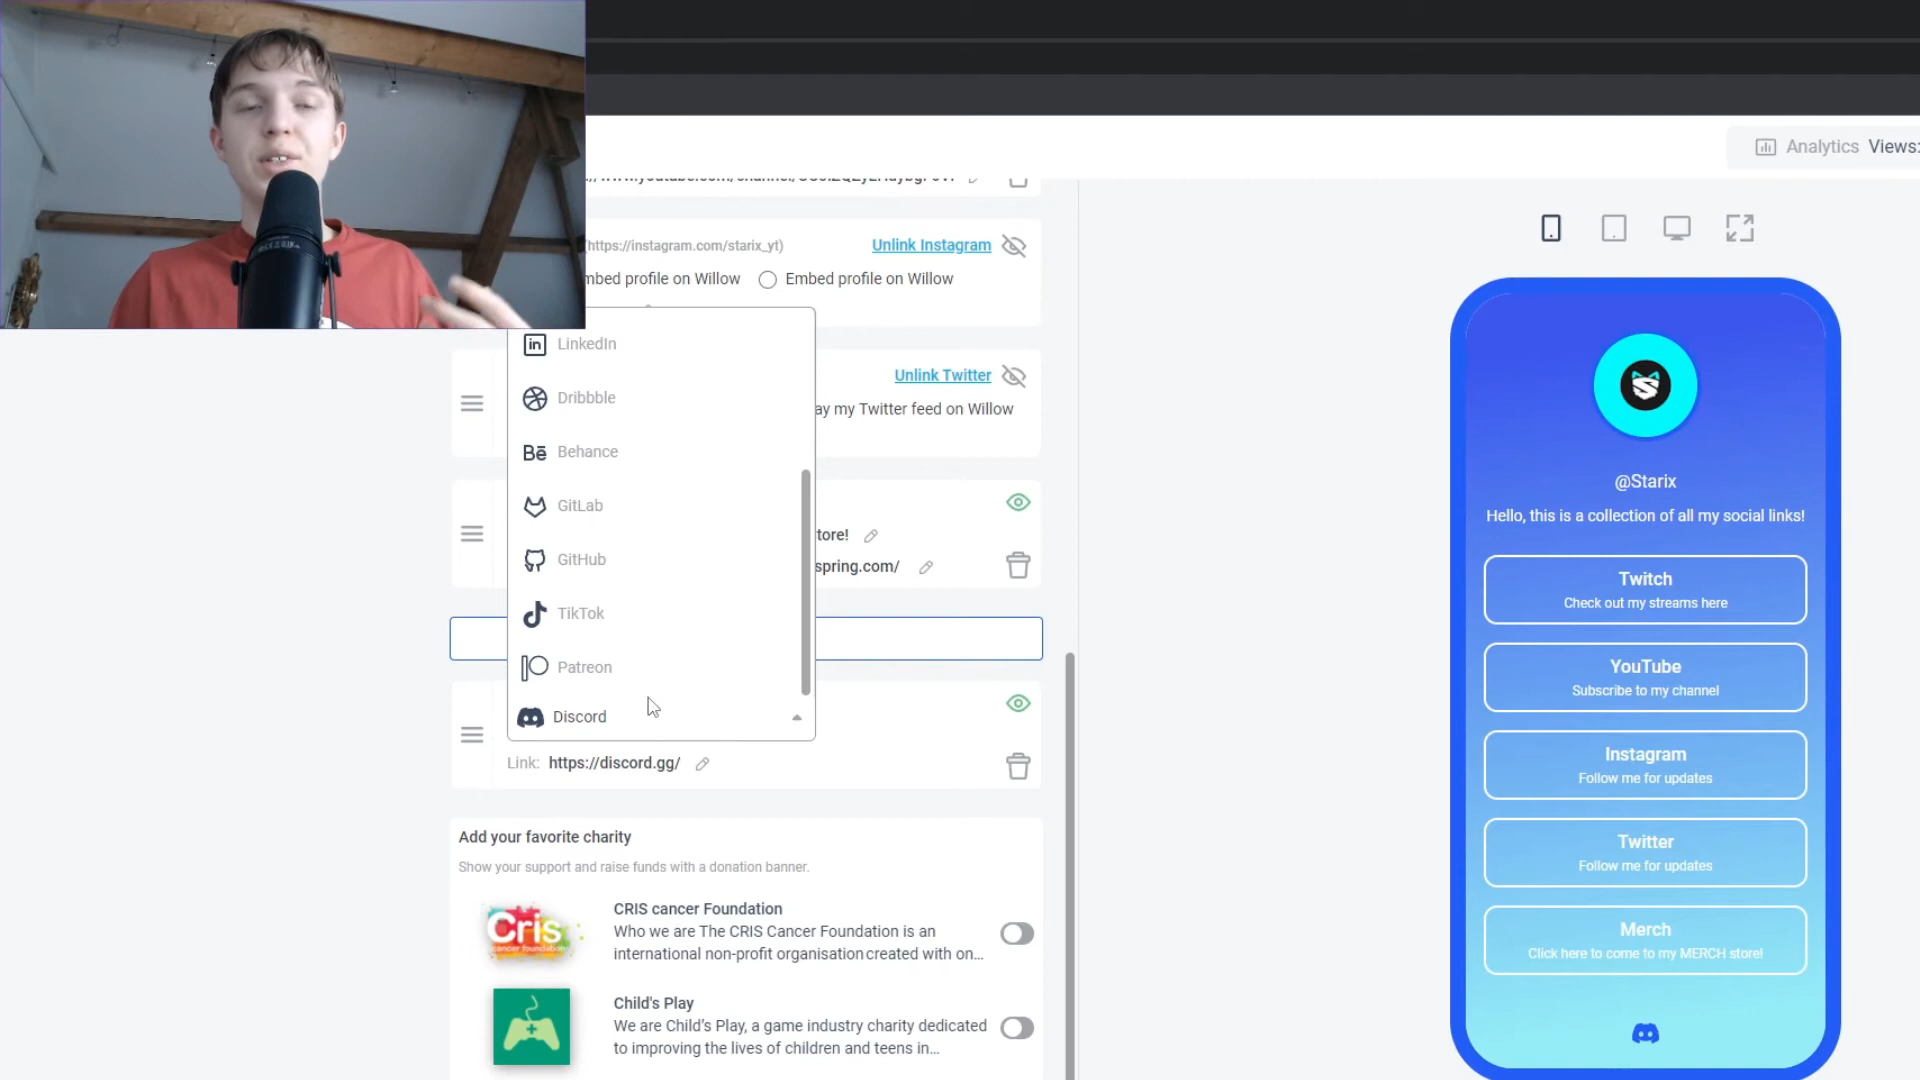 Analytics Views:
(https://instagram.com/starix_yt) Unlink Instagram
mbed profile on Willow Embed profile on Willow
LinkedIn
Unlink Twitter
Dribbble
ay my Twitter feed on Willow
Behance
GitLab
tore!
GitHub
spring.com/
TikTok
Patreon
Discord
Link: https://discord.gg/
Add your favorite charity
Show your support and raise funds with a donation banner.
Cris
cancer foundation
CRIS cancer Foundation
Who we are The CRIS Cancer Foundation is an
international non-profit organisation created with on...
Child's Play
We are Child's Play, a game industry charity dedicated
to improving the lives of children and teens in...
@Starix
Hello, this is a collection of all my social links!
Twitch
Check out my streams here
YouTube
Subscribe to my channel
Instagram
Follow me for updates
Twitter
Follow me for updates
Merch
Click here to come to my MERCH store!